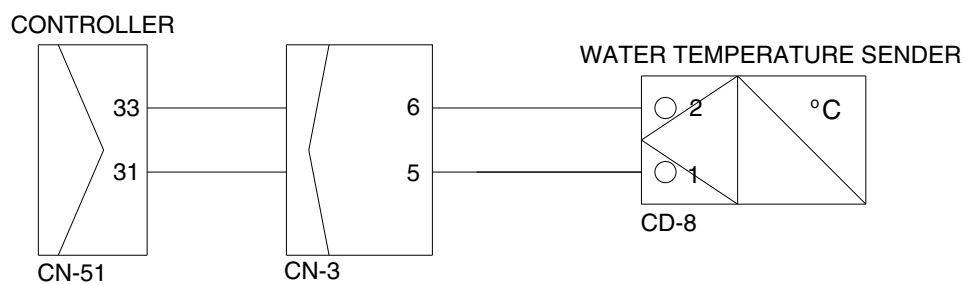 CONTROLLER
WATER TEMPERATURE SENDER
33
6
2
°C
31
5
1
CD-8
CN-51
CN-3